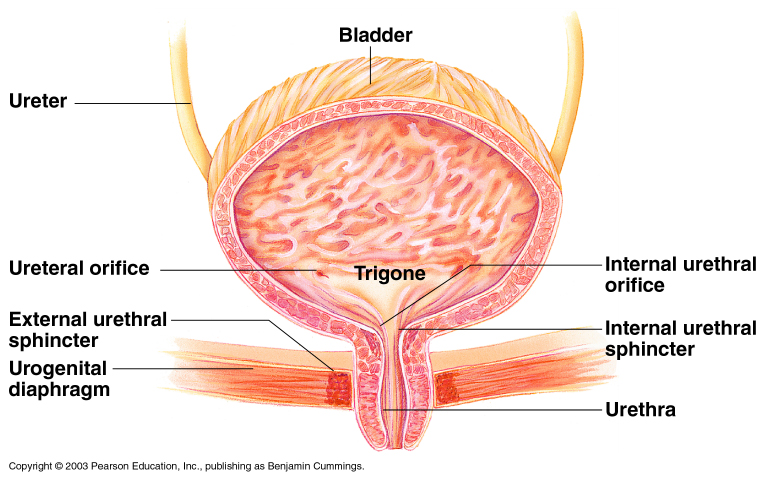 Bladder
Ureter
Ureteral orifice
Trigone
Internal urethral
orifice
External urethral
sphincter
Internal urethral
sphincter
Urogenital
diaphragm
Urethra
Copyright © 2003 Pearson Education, Inc., publishing as Benjamin Cummings.